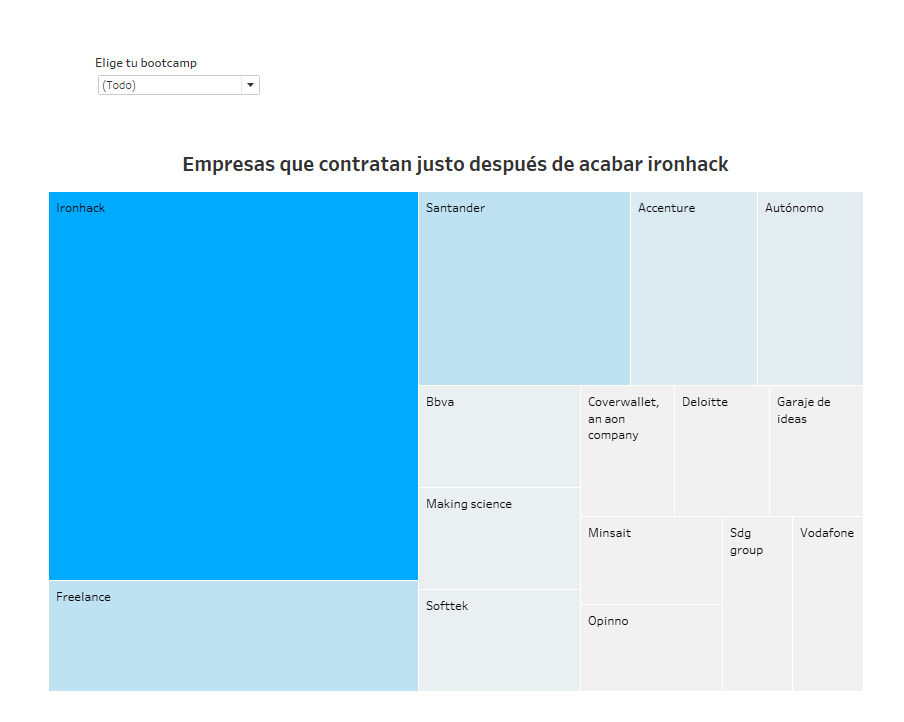 Elige tu bootcamp
(Todo)
Empresas que contratan justo después de acabar ironhack
Ironhack
Santander
Accenture
Autónomo
Bbva
Coverwallet,
an aon
company
Deloitte
Garaje de
ideas
Making science
Minsait
Sdg
group
Vodafone
Freelance
Softtek
Opinno